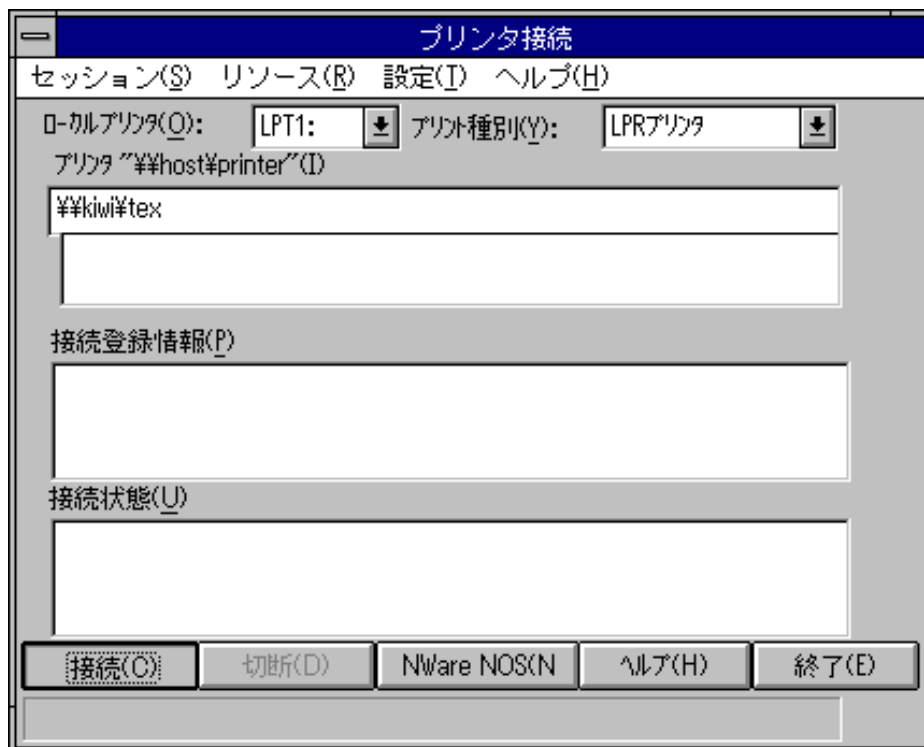 プリンタ接続
セッション(S) リソース(R) 設定(T) ヘルプ(H)
ﾛｰｶﾙﾌﾟﾘﾝﾀ(O): LPT1: ﾌﾟﾘﾝﾄ種別(Y): LPRﾌﾟﾘﾝﾀ
ﾌﾟﾘﾝﾀ "¥¥host¥printer"(I)
¥¥kiwi¥tex
接続登録情報(P)
接続状態(U)
接続(C) 切断(D) NWare NOS(N ﾍﾙﾌﾟ(H) 終了(E)